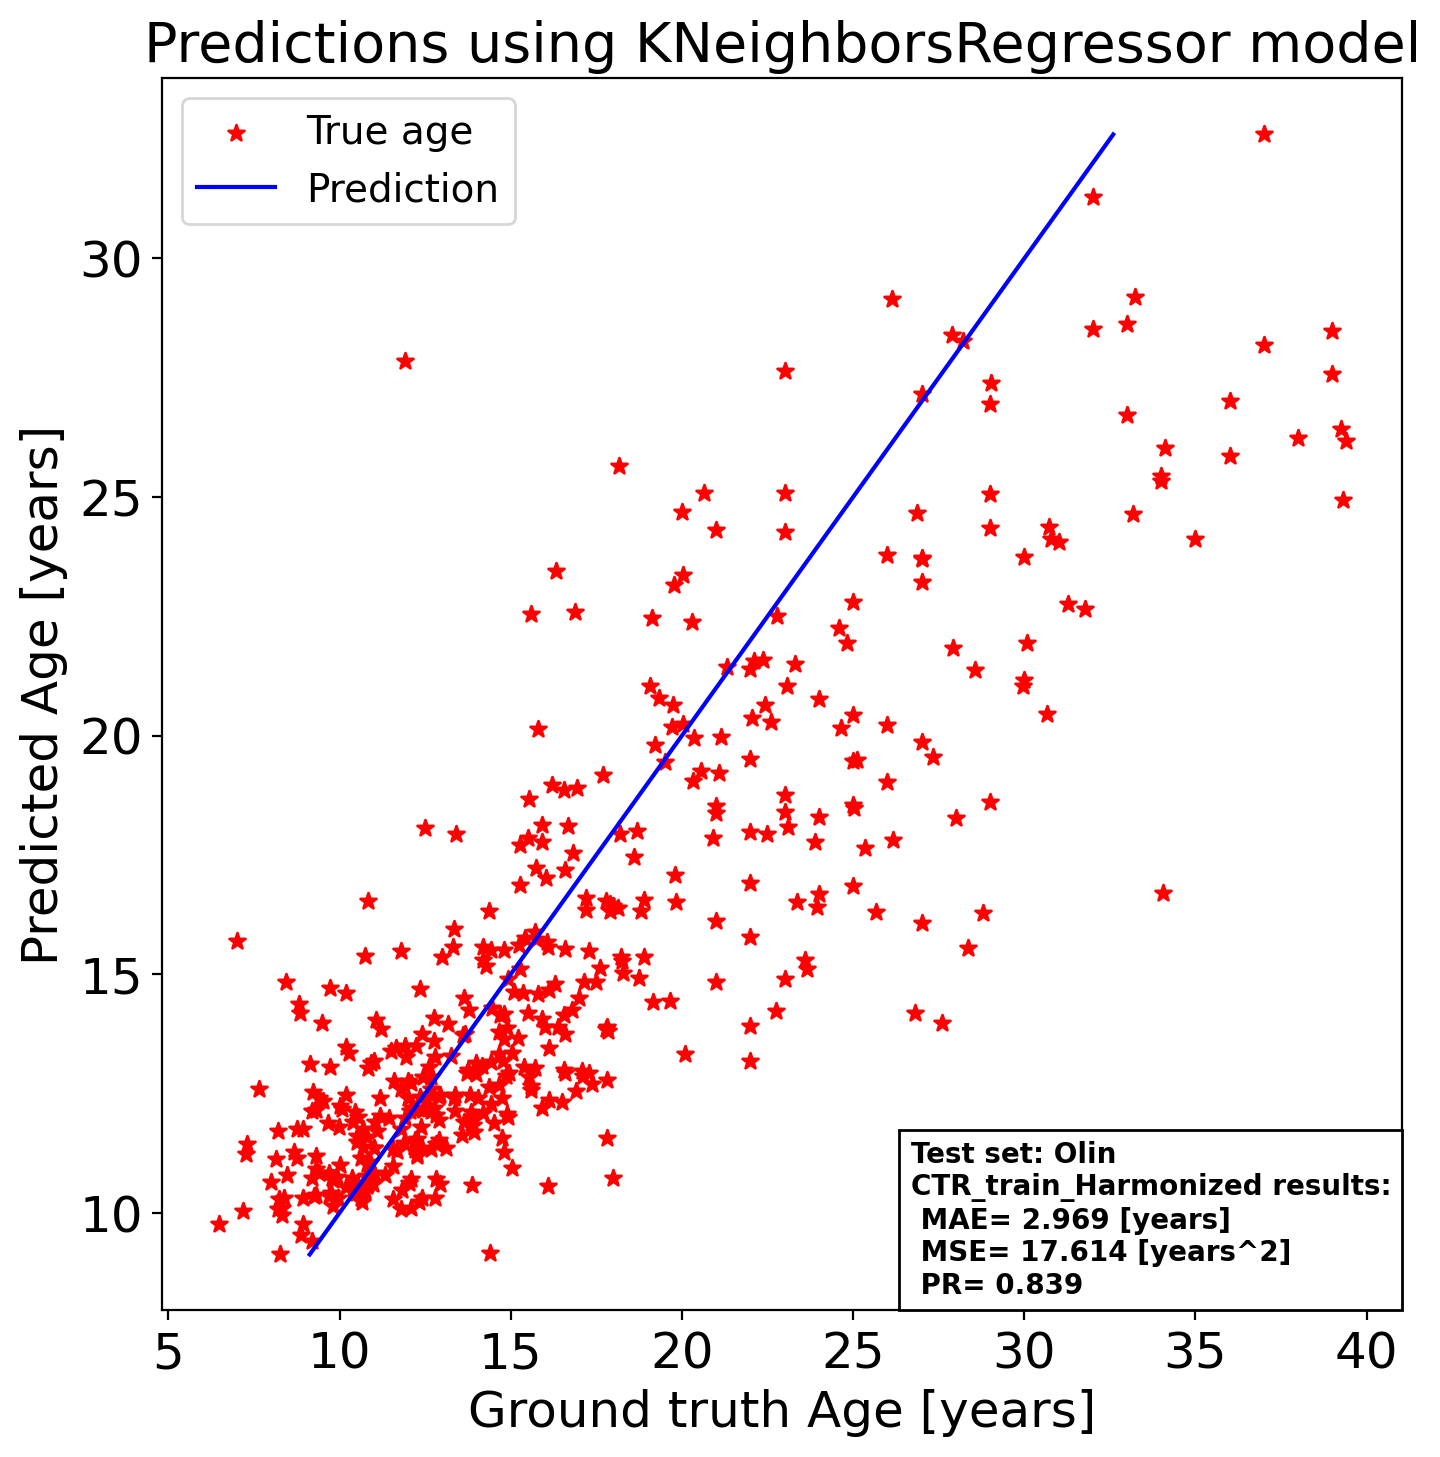 Predictions using KNeighborsRegressor model
True age
Prediction
Predicted Age [years]
30
25
20
15
10
Test set: Olin
CTR_train_Harmonized results:
MAE= 2.969 [years]
MSE= 17.614 [years^2]
PR= 0.839
5 10 15 20 25 30 35 40
Ground truth Age [years]